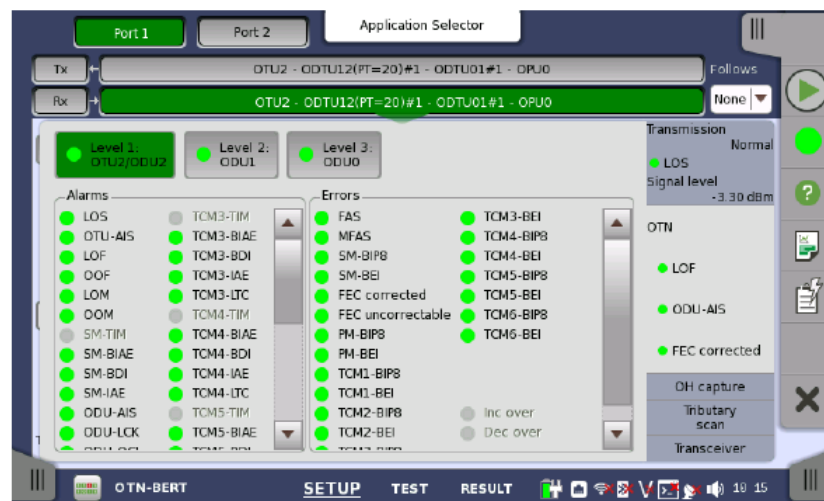 Port 1
Port 2
Application Selector
Tx
OTU2 - ODTU12(PT=20)#1 - ODTU01#1 - OPU0
Follows
Rx
OTU2 - ODTU12(PT=20)#1 - ODTU01#1 - OPU0
None
Level 1:
OTU2/ODU2
Level 2:
ODU1
Level 3:
ODU0
Transmission
Normal
LOS
Signal level
-3.30 dBm
OTN
LOF
ODU-AIS
FEC corrected
OH capture
Tributary
scan
Transceiver
Alarms
LOS
OTU-AIS
LOF
OOF
LOM
OOM
SM-TIM
SM-BIAE
SM-BDI
SM-IAE
ODU-AIS
ODU-LCK
ODU-OCI
TCM3-TIM
TCM3-BIAE
TCM3-BDI
TCM3-IAE
TCM3-LTC
TCM4-TIM
TCM4-BIAE
TCM4-BDI
TCM4-IAE
TCM4-LTC
TCM5-TIM
TCM5-BIAE
TCM5-BDI
Errors
FAS
MFAS
SM-BIP8
SM-BEI
FEC corrected
FEC uncorrectable
PM-BIP8
PM-BEI
TCM1-BIP8
TCM1-BEI
TCM2-BIP8
TCM2-BEI
TCM3-BIP8
TCM3-BEI
TCM4-BIP8
TCM4-BEI
TCM5-BIP8
TCM5-BEI
TCM6-BIP8
TCM6-BEI
Inc over
Dec over
OTN-BERT
SETUP
TEST
RESULT
10 15